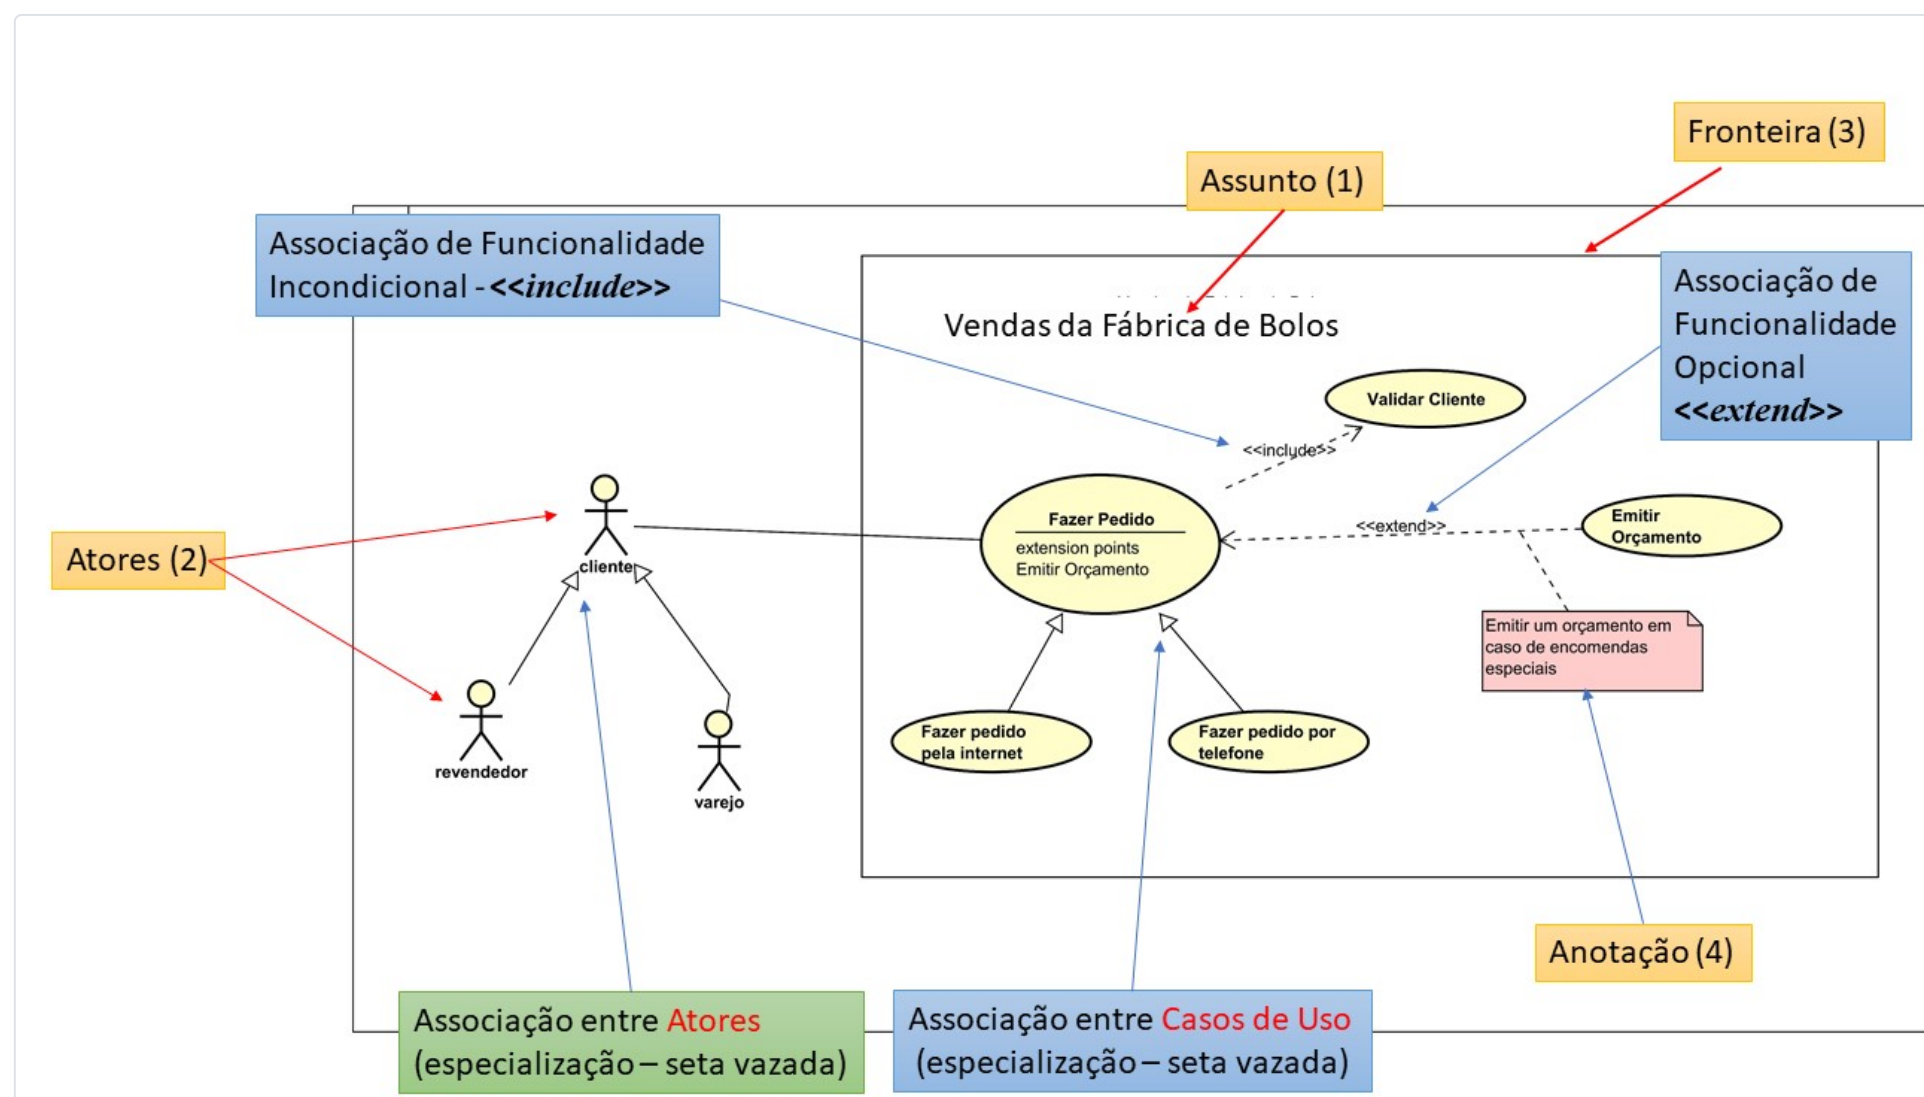 Fronteira (3)
Assunto (1)
Associação de Funcionalidade
Incondicional - <<include>>
Associação de
Funcionalidade
Opcional
<<extend>>
Vendas da Fábrica de Bolos
Validar Cliente
<<include>>
Fazer Pedido
extension points
Emitir Orçamento
<<extend>>
Emitir
Orçamento
Atores (2)
cliente
Emitir um orçamento em
caso de encomendas
especiais
revendedor
varejo
Fazer pedido
pela internet
Fazer pedido por
telefone
Anotação (4)
Associação entre Atores
(especialização – seta vazada)
Associação entre Casos de Uso
(especialização – seta vazada)